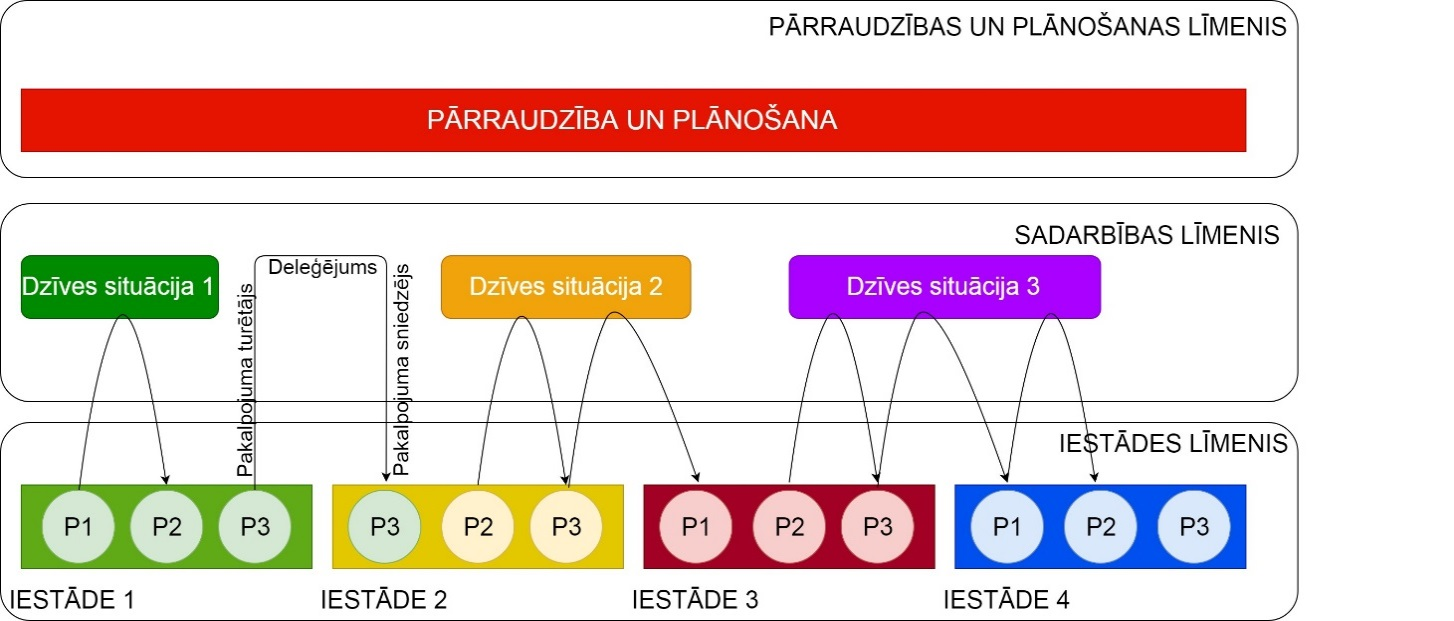 PĀRRAUDZĪBAS UN PLĀNOŠANAS LĪMENIS
PĀRRAUDZĪBA UN PLĀNOŠANA
SADARBĪBAS LĪMENIS
Dzīves situācija 1
Pakalpojuma turētājs
Deleģējums
Pakalpojuma sniedzējs
Dzīves situācija 2
Dzīves situācija 3
IESTĀDES LĪMENIS
P1 P2 P3
P3 P2 P3
P1 P2 P3
P1 P2 P3
IESTĀDE 1
IESTĀDE 2
IESTĀDE 3
IESTĀDE 4